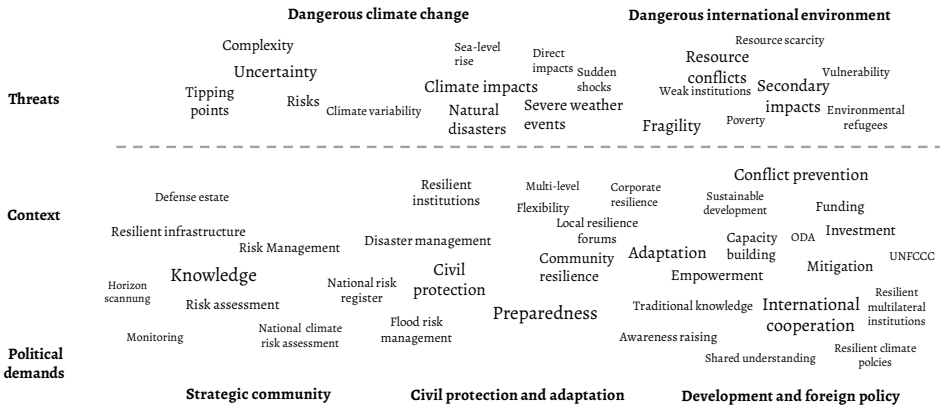 Dangerous climate change
Dangerous international environment
Complexity
Sea-level
rise
Direct
impacts
Resource scarcity
Resource
conflicts
Uncertainty
Sudden
shocks
Vulnerability
Threats
Tipping
points
Risks
Climate variability
Climate impacts
Natural
disasters
Severe weather
events
Weak institutions
Secondary
impacts
Fragility
Poverty
Environmental
refugees
Conflict prevention
Context
Defense estate
Resilient
institutions
Multi-level
Corporate
resilience
Sustainable
development
Flexibility
Funding
Resilient infrastructure
Risk Management
Disaster management
Local resilience
forums
Adaptation
Capacity
building
ODA
Investment
UNFCCC
Horizon
scannung
Knowledge
National risk
register
Civil
protection
Community
resilience
Empowerment
Mitigation
Risk assessment
Preparedness
Traditional knowledge
International
cooperation
Resilient
multilateral
institutions
Monitoring
National climate
risk assessment
Flood risk
management
Awareness raising
Shared understanding
Resilient climate
polcies
Political
demands
Strategic community
Civil protection and adaptation
Development and foreign policy